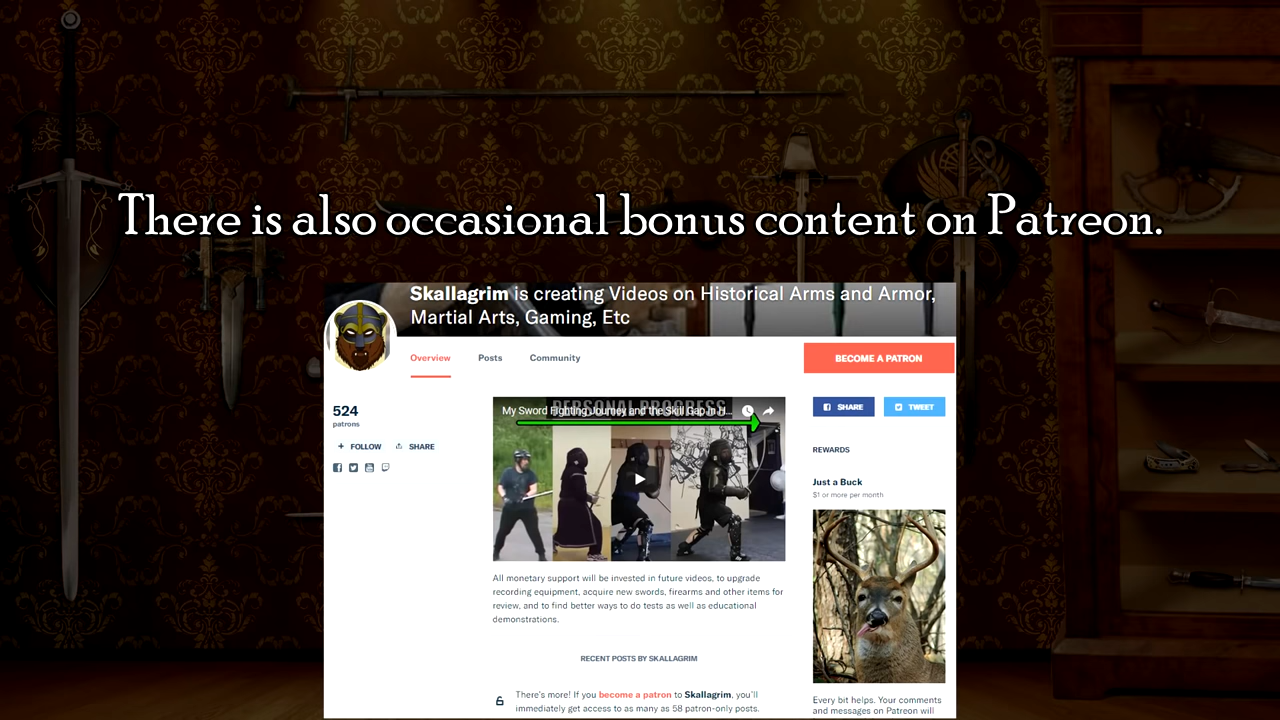 There is also occasional bonus content on Patreon.
Skallagrim is creating Videos on Historical Arms and Armor,
Martial Arts, Gaming, Etc
Overview Posts Community
BECOME A PATRON
524
patrons
FOLLOW SHARE
PERSONAL PROGRESS
My Sword Fighting Journey and the Skill Gap in H...
SHARE TWEET
REWARDS
Just a Buck
$1 or more per month
All monetary support will be invested in future videos, to upgrade
recording equipment, acquire new swords, firearms and other items for
review, and to find better ways to do tests as well as educational
demonstrations.
RECENT POSTS BY SKALLAGRIM
There's more! If you become a patron to Skallagrim, you'll
immediately get access to as many as 58 patron-only posts.
Every bit helps. Your comments
and messages on Patreon will